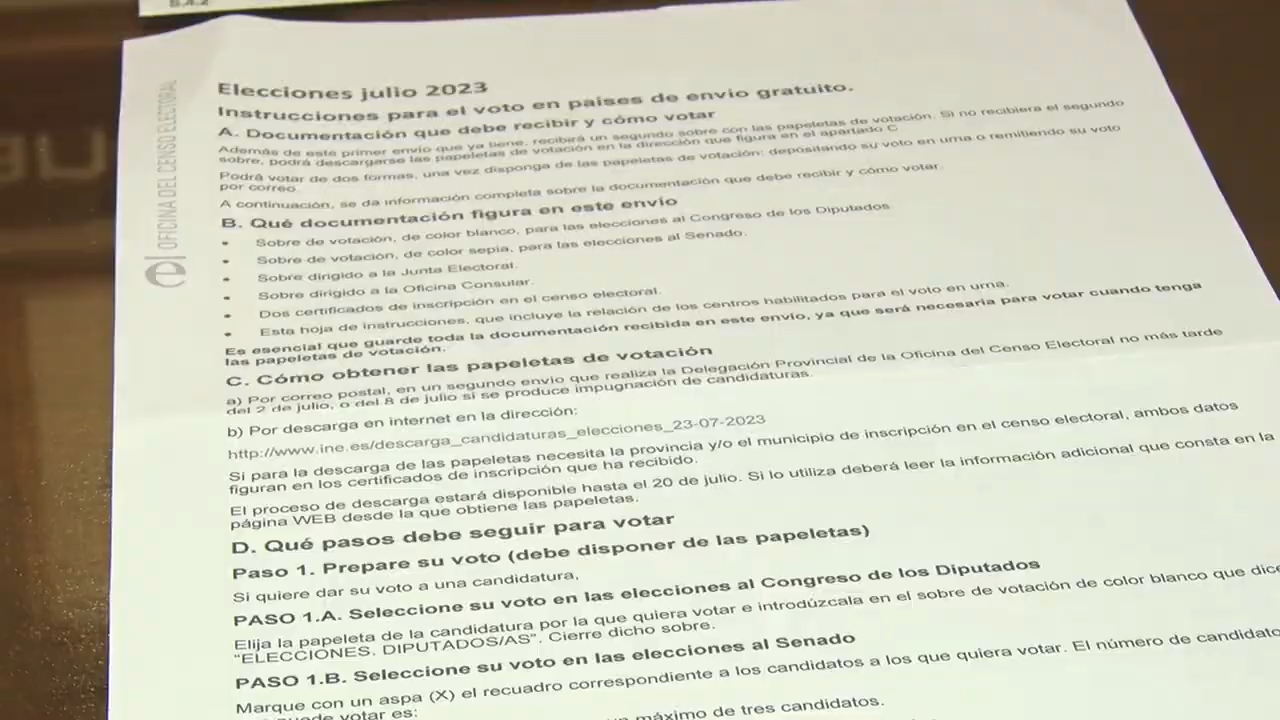 OFICINA DEL CENSO ELECTORAL
Elecciones julio 2023
Instrucciones para el voto en países de envío gratuito.
A. Documentación que debe recibir y cómo votar
Además de este primer envío que ya tiene, recibirá un segundo sobre con las papeletas de votación. Si no recibiera el segundo
sobre, podrá descargarse las papeletas de votación en la dirección que figura en el apartado C
Podrá votar de dos formas, una vez disponga de las papeletas de votación: depositando su voto en urna o remitiendo su voto
por correo.
A continuación, se da información completa sobre la documentación que debe recibir y cómo votar.
B. Qué documentación figura en este envío
• Sobre de votación, de color blanco, para las elecciones al Congreso de los Diputados.
• Sobre de votación, de color sepia, para las elecciones al Senado.
• Sobre dirigido a la Junta Electoral.
• Sobre dirigido a la Oficina Consular.
• Dos certificados de inscripción en el censo electoral.
• Esta hoja de instrucciones, que incluye la relación de los centros habilitados para el voto en urna.
Es esencial que guarde toda la documentación recibida en este envío, ya que será necesaria para votar cuando tenga
las papeletas de votación.
C. Cómo obtener las papeletas de votación
a) Por correo postal, en un segundo envío que realiza la Delegación Provincial de la Oficina del Censo Electoral no más tarde
del 2 de julio, o del 8 de julio si se produce impugnación de candidaturas.
b) Por descarga en internet en la dirección:
http://www.ine.es/descarga_candidaturas_elecciones_23-07-2023
Si para la descarga de las papeletas necesita la provincia y/o el municipio de inscripción en el censo electoral, ambos datos
figuran en los certificados de inscripción que ha recibido.
El proceso de descarga estará disponible hasta el 20 de julio. Si lo utiliza deberá leer la información adicional que consta en la
página WEB desde la que obtiene las papeletas.
D. Qué pasos debe seguir para votar
Paso 1. Prepare su voto (debe disponer de las papeletas)
Si quiere dar su voto a una candidatura,
PASO 1.A. Seleccione su voto en las elecciones al Congreso de los Diputados
Elija la papeleta de la candidatura por la que quiera votar e introdúzcala en el sobre de votación de color blanco que dice
"ELECCIONES. DIPUTADOS/AS". Cierre dicho sobre.
PASO 1.B. Seleccione su voto en las elecciones al Senado
Marque con un aspa (X) el recuadro correspondiente a los candidatos a los que quiera votar. El número de candidato
puede votar es:
un máximo de tres candidatos.